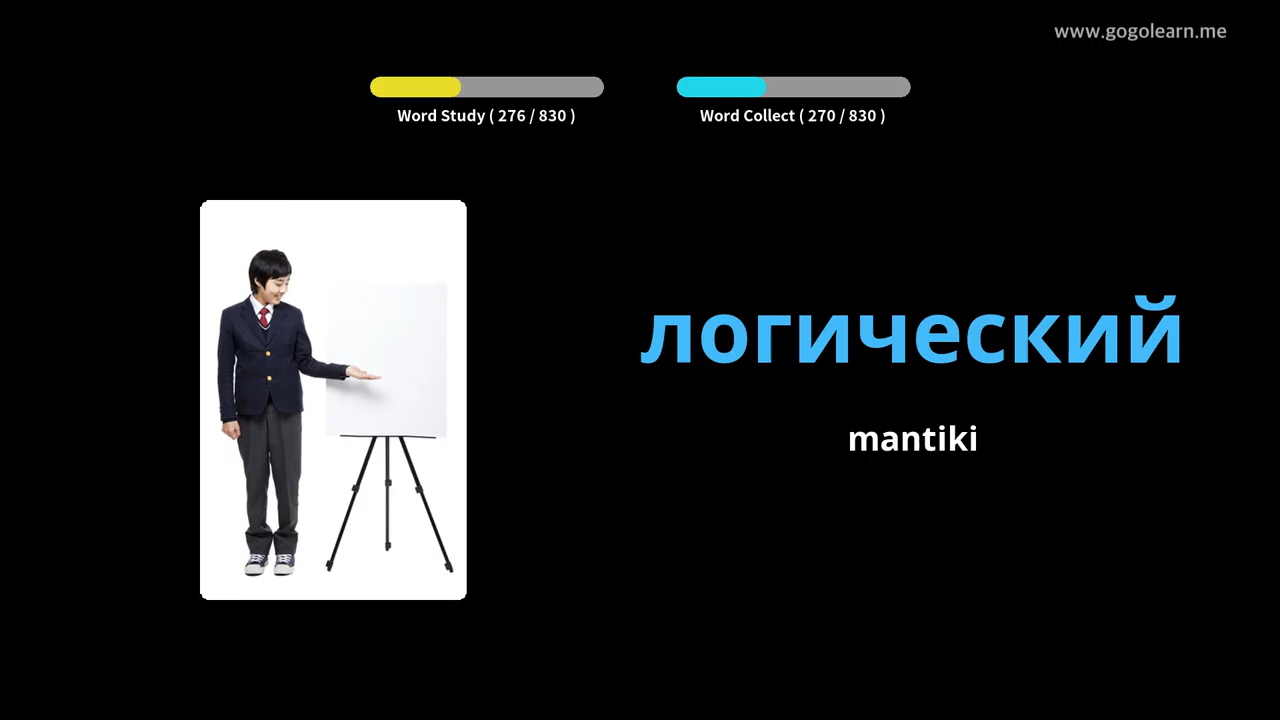 www.gogolearn.me
Word Study ( 276 / 830 )
Word Collect ( 270 / 830 )
логический
mantiki